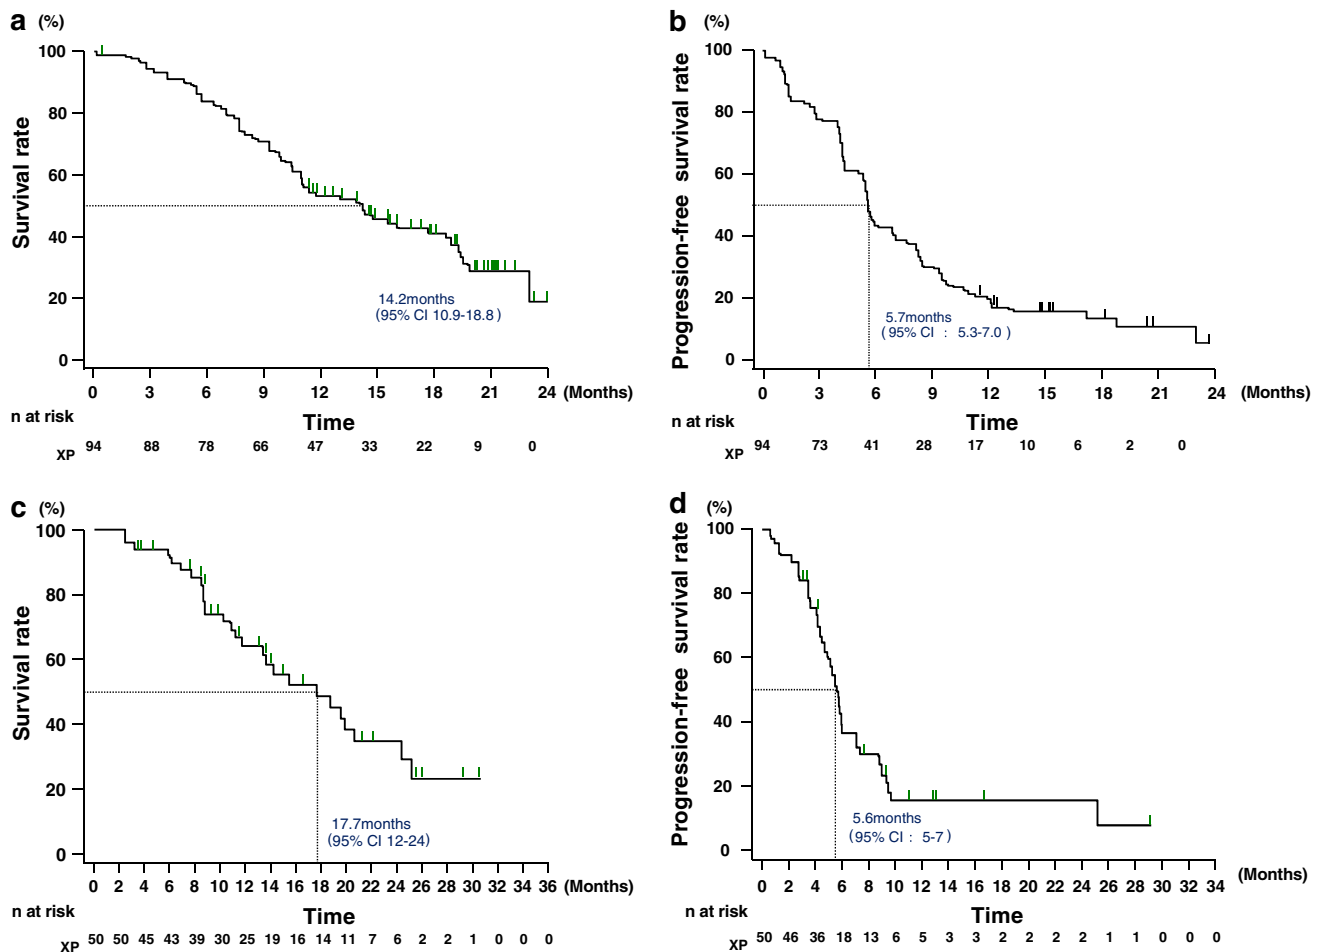 a (%)
Survival rate
100
80
60
40
20
0
14.2months
(95% CI 10.9-18.8 )
0 3 6 9 12 15 18 21 24 (Months)
n at risk
Time
XP 94 88 78 66 47 33 22 9 0
b (%)
Progression-free survival rate
100
80
60
40
20
0
5.7months
( 95% CI : 5.3-7.0 )
0 3 6 9 12 15 18 21 24 (Months)
n at risk
Time
XP 94 73 41 28 17 10 6 2 0
c (%)
Survival rate
100
80
60
40
20
0
17.7months
(95% CI 12-24)
0 2 4 6 8 10 12 14 16 18 20 22 24 26 28 30 32 34 36 (Months)
n at risk
Time
XP 50 50 45 43 39 30 25 19 16 14 11 7 6 2 2 1 0 0 0
d (%)
Progression-free survival rate
100
80
60
40
20
0
5.6months
(95% CI : 5-7 )
0 2 4 6 8 10 12 14 16 18 20 22 24 26 28 30 32 34 (Months)
n at risk
Time
XP 50 46 36 18 13 6 5 3 3 2 2 2 2 1 1 0 0 0